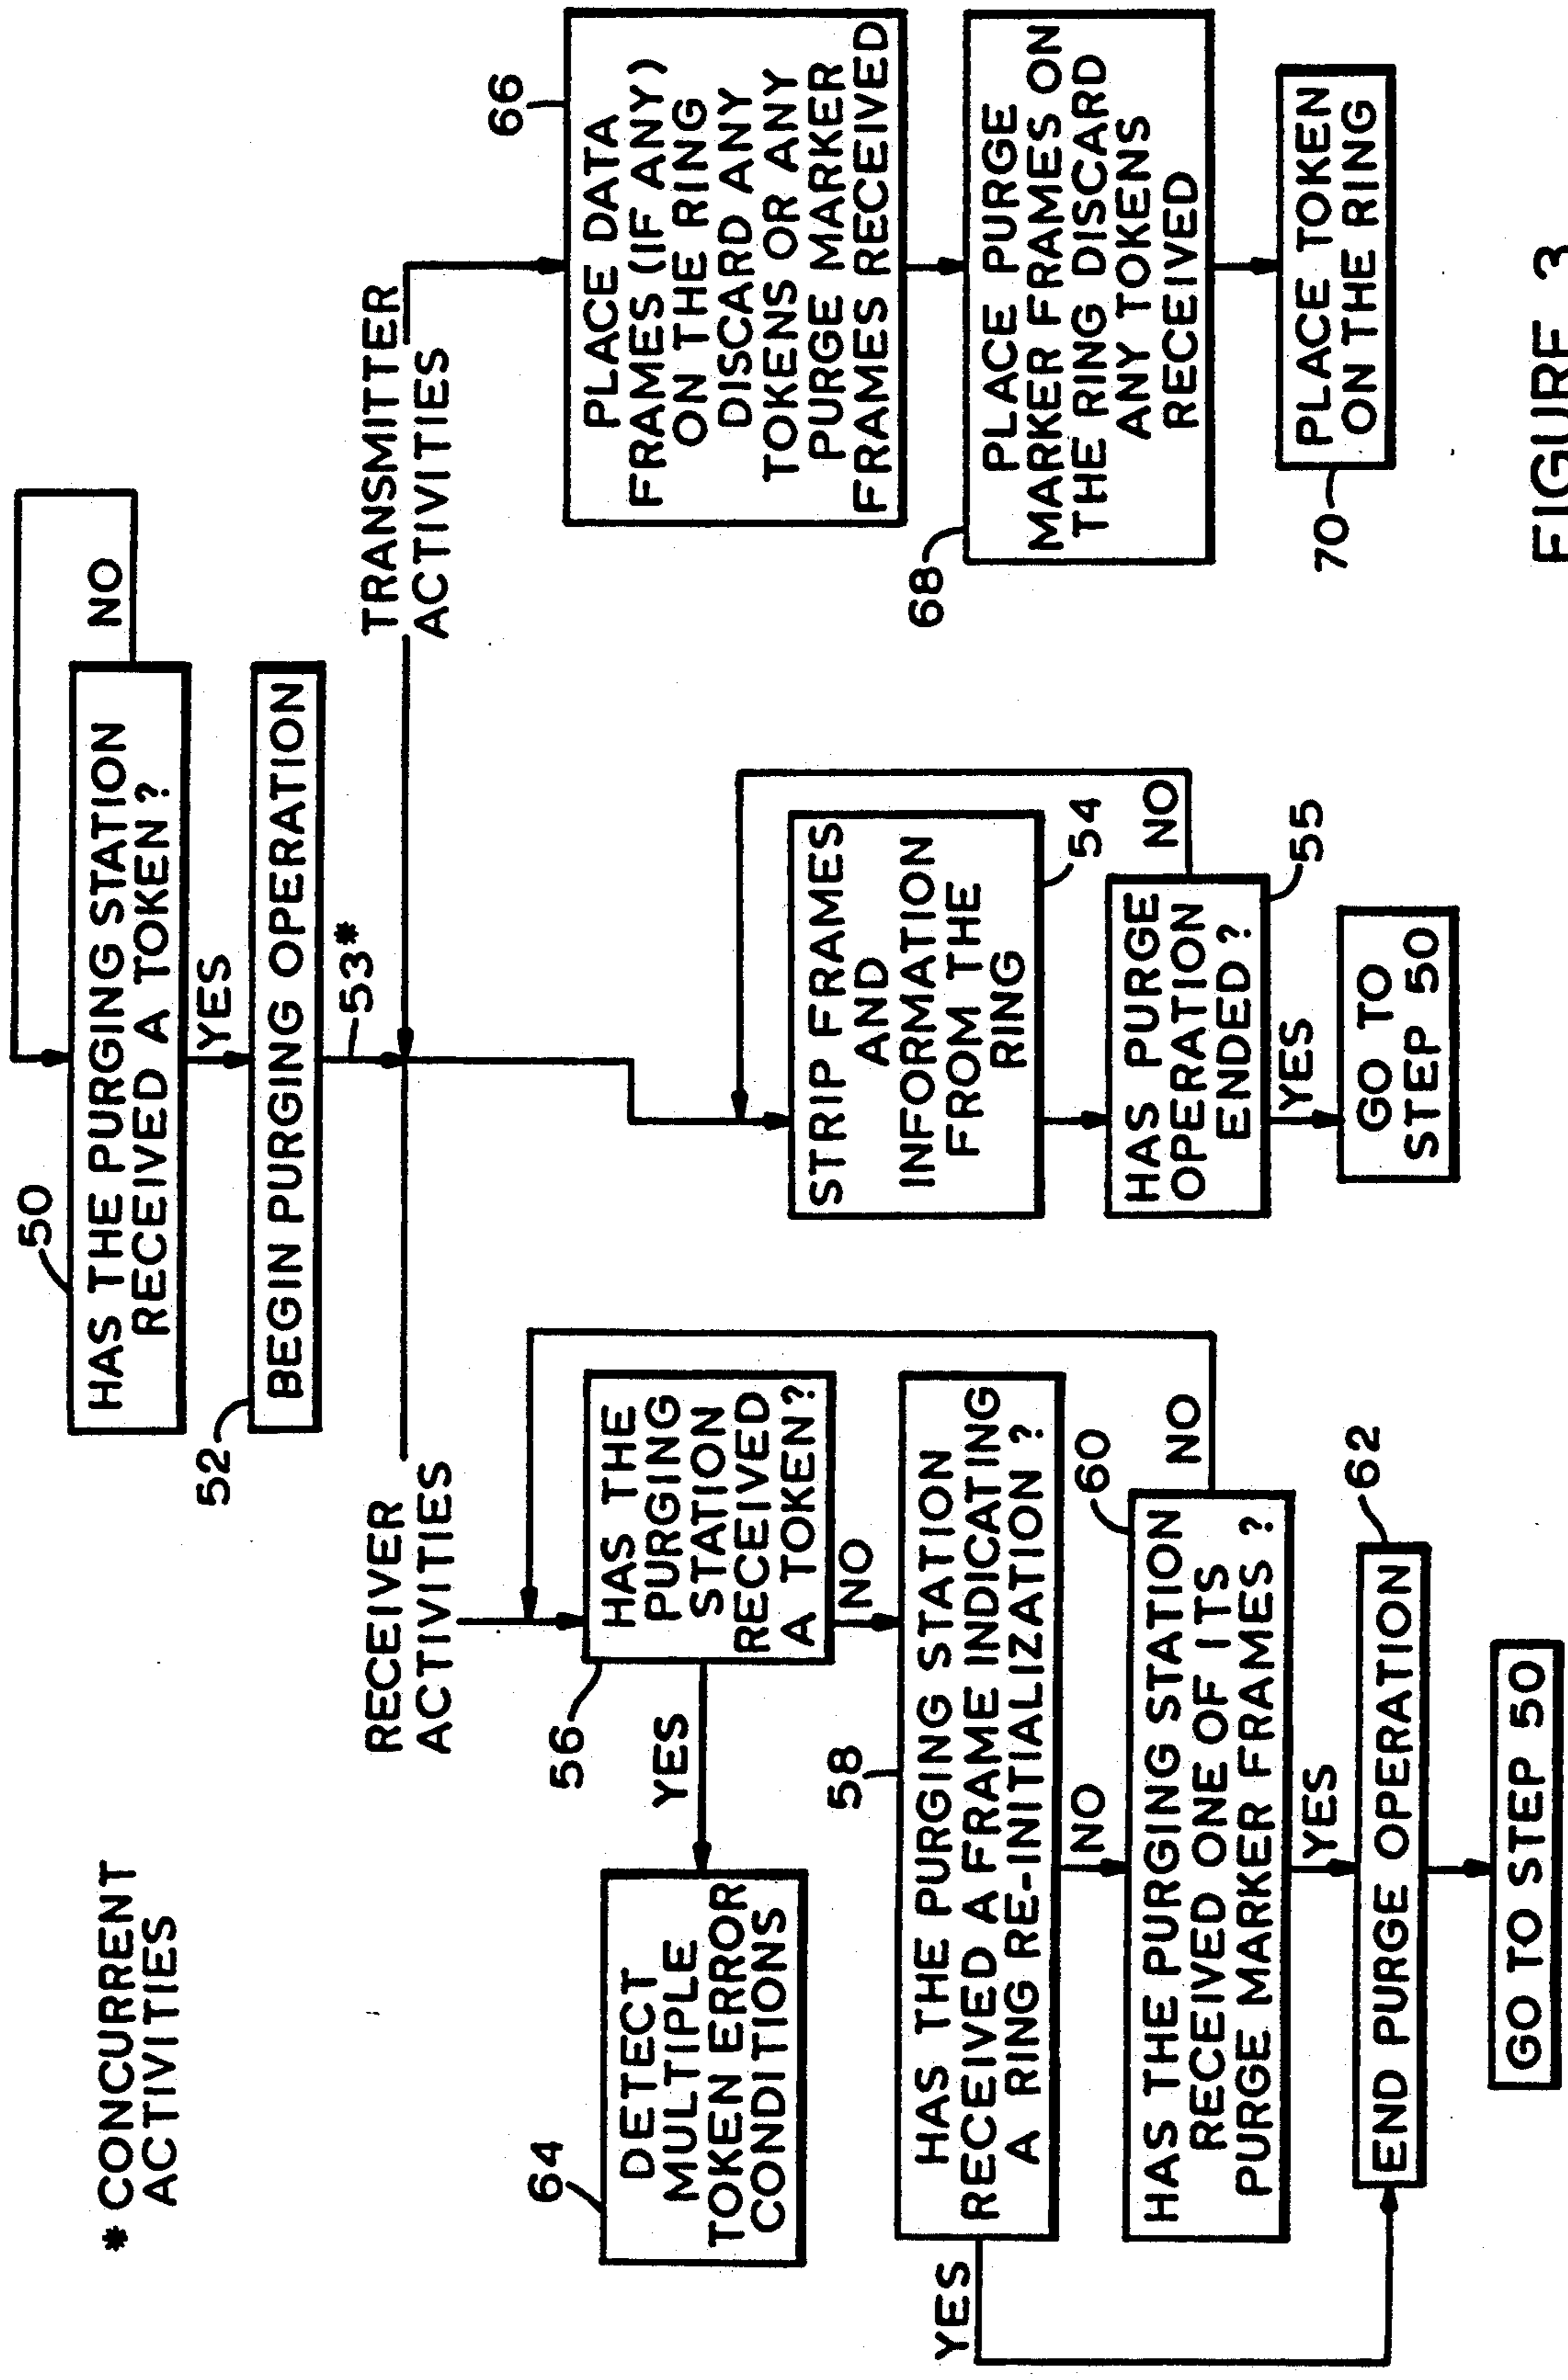 * CONCURRENT
ACTIVITIES
50
HAS THE PURGING STATION
RECEIVED A TOKEN ?
NO
YES
52
BEGIN PURGING OPERATION
53*
RECEIVER
ACTIVITIES
TRANSMITTER
ACTIVITIES
56
HAS THE
PURGING
STATION
RECEIVED
A TOKEN ?
YES
NO
64
DETECT
MULTIPLE
TOKEN ERROR
CONDITIONS
58
HAS THE PURGING STATION
RECEIVED A FRAME INDICATING
A RING RE-INITIALIZATION ?
YES
NO
60
HAS THE PURGING STATION
RECEIVED ONE OF ITS
PURGE MARKER FRAMES ?
NO
YES
62
END PURGE OPERATION
GO TO STEP 50
STRIP FRAMES
AND
INFORMATION
FROM THE
RING
54
HAS PURGE
OPERATION
ENDED ?
NO
55
YES
GO TO
STEP 50
66
PLACE DATA
FRAMES (IF ANY)
ON THE RING
DISCARD ANY
TOKENS OR ANY
PURGE MARKER
FRAMES RECEIVED
68
PLACE PURGE
MARKER FRAMES ON
THE RING DISCARD
ANY TOKENS
RECEIVED
70
PLACE TOKEN
ON THE RING
FIGURE 3